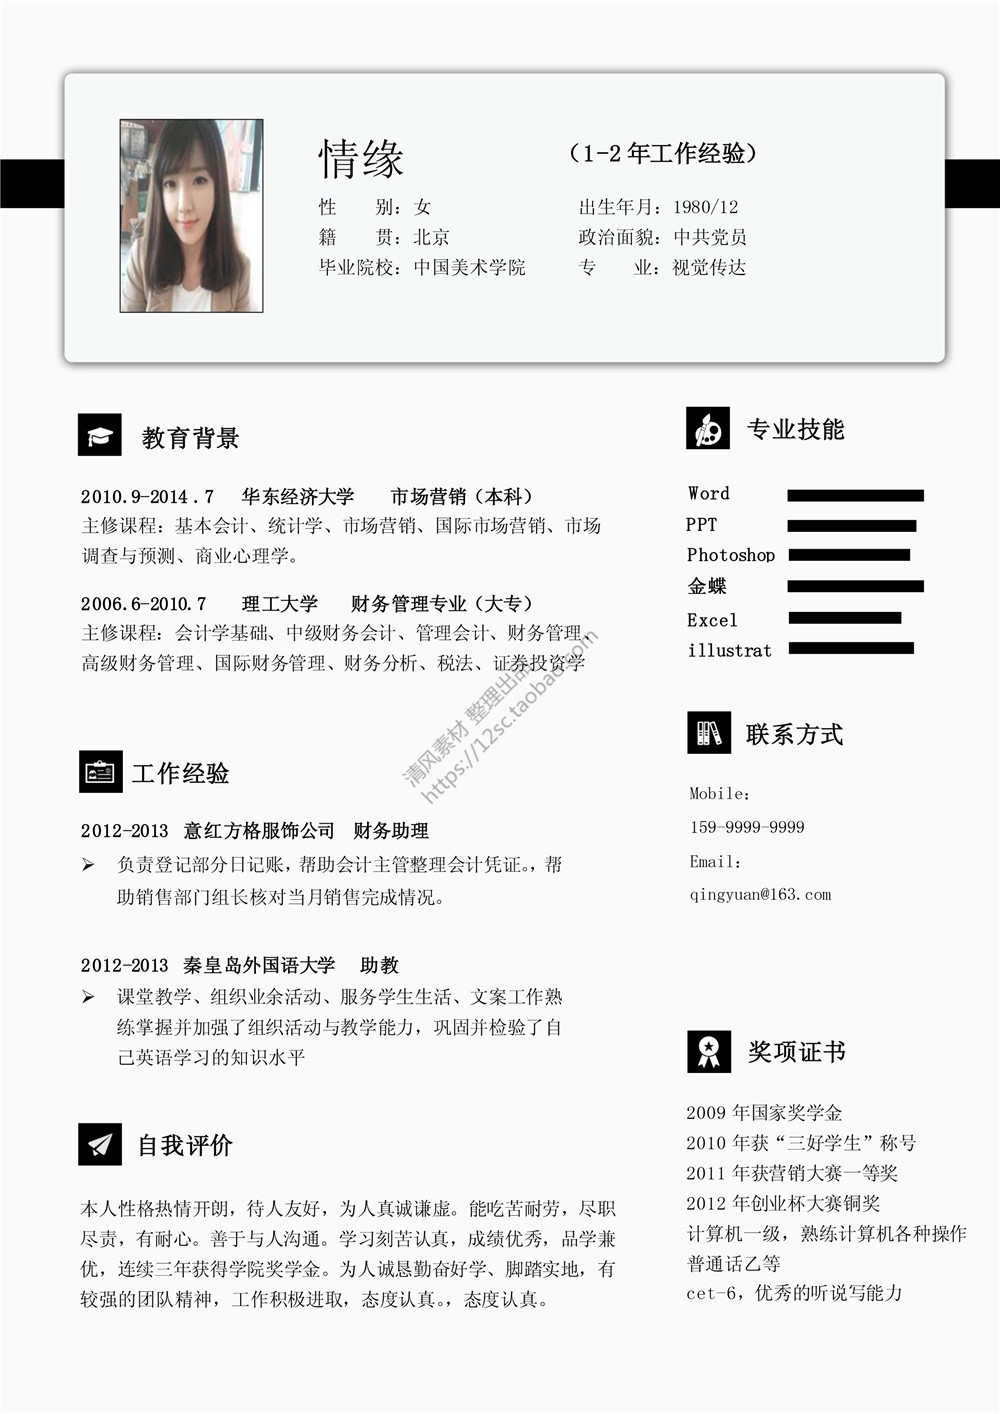 情缘
（1-2 年工作经验）
性 别：女
出生年月：1980/12
籍 贯：北京
政治面貌：中共党员
毕业院校：中国美术学院
专 业：视觉传达
教育背景
2010.9-2014 .7 华东经济大学 市场营销（本科）
主修课程：基本会计、统计学、市场营销、国际市场营销、市场
调查与预测、商业心理学。
2006.6-2010.7 理工大学 财务管理专业（大专）
主修课程：会计学基础、中级财务会计、管理会计、财务管理、
高级财务管理、国际财务管理、财务分析、税法、证券投资学
清风素材 整理出品
https://12sc.taobao.com
工作经验
2012-2013 意红方格服饰公司 财务助理
➢ 负责登记部分日记账，帮助会计主管整理会计凭证。，帮
助销售部门组长核对当月销售完成情况。
2012-2013 秦皇岛外国语大学 助教
➢ 课堂教学、组织业余活动、服务学生生活、文案工作熟
练掌握并加强了组织活动与教学能力，巩固并检验了自
己英语学习的知识水平
自我评价
本人性格热情开朗，待人友好，为人真诚谦虚。能吃苦耐劳，尽职
尽责，有耐心。善于与人沟通。学习刻苦认真，成绩优秀，品学兼
优，连续三年获得学院奖学金。为人诚恳勤奋好学、脚踏实地，有
较强的团队精神，工作积极进取，态度认真。，态度认真。
专业技能
Word
PPT
Photoshop
金蝶
Excel
illustrat
联系方式
Mobile：
159-9999-9999
Email：
qingyuan@163.com
奖项证书
2009 年国家奖学金
2010 年获“三好学生”称号
2011 年获营销大赛一等奖
2012 年创业杯大赛铜奖
计算机一级，熟练计算机各种操作
普通话乙等
cet-6，优秀的听说写能力